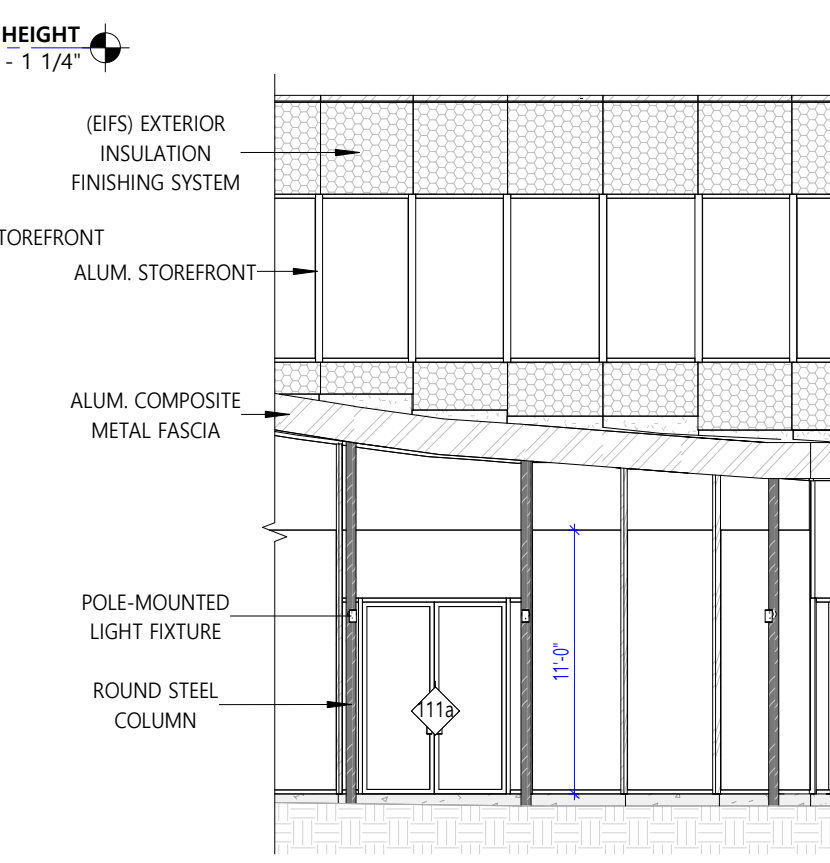 HEIGHT
- 1 1/4"
(EIFS) EXTERIOR
INSULATION
FINISHING SYSTEM
TOREFRONT
ALUM. STOREFRONT
ALUM. COMPOSITE
METAL FASCIA
POLE-MOUNTED
LIGHT FIXTURE
11'-0"
ROUND STEEL
COLUMN
111a